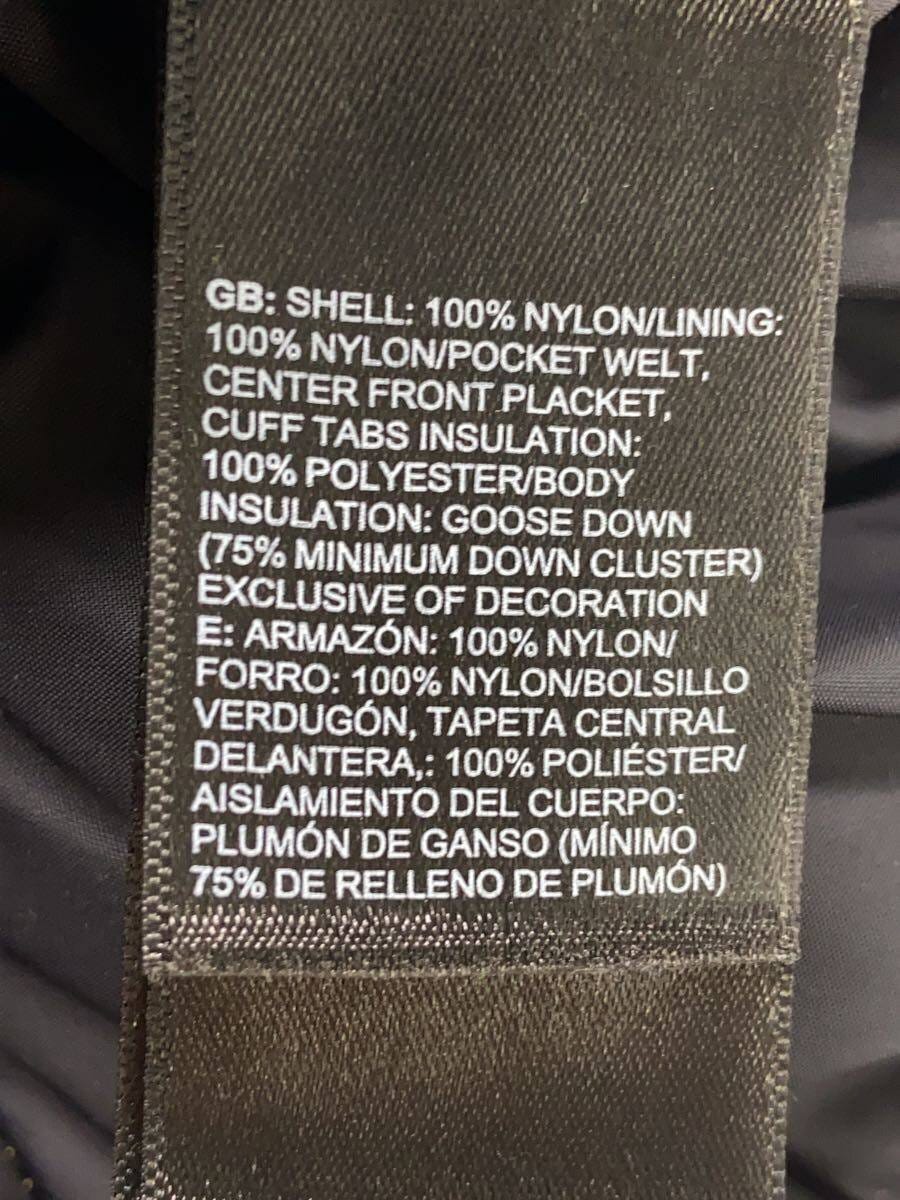 GB: SHELL: 100% NYLON/LINING:
100% NYLON/POCKET WELT,
CENTER FRONT PLACKET,
CUFF TABS INSULATION:
100% POLYESTER/BODY
INSULATION: GOOSE DOWN
(75% MINIMUM DOWN CLUSTER)
EXCLUSIVE OF DECORATION
E: ARMAZÓN: 100% NYLON/
FORRO: 100% NYLON/BOLSILLO
VERDUGÓN, TAPETA CENTRAL
DELANTERA,: 100% POLIÉSTER/
AISLAMIENTO DEL CUERPO:
PLUMÓN DE GANSO (MÍNIMO
75% DE RELLENO DE PLUMÓN)